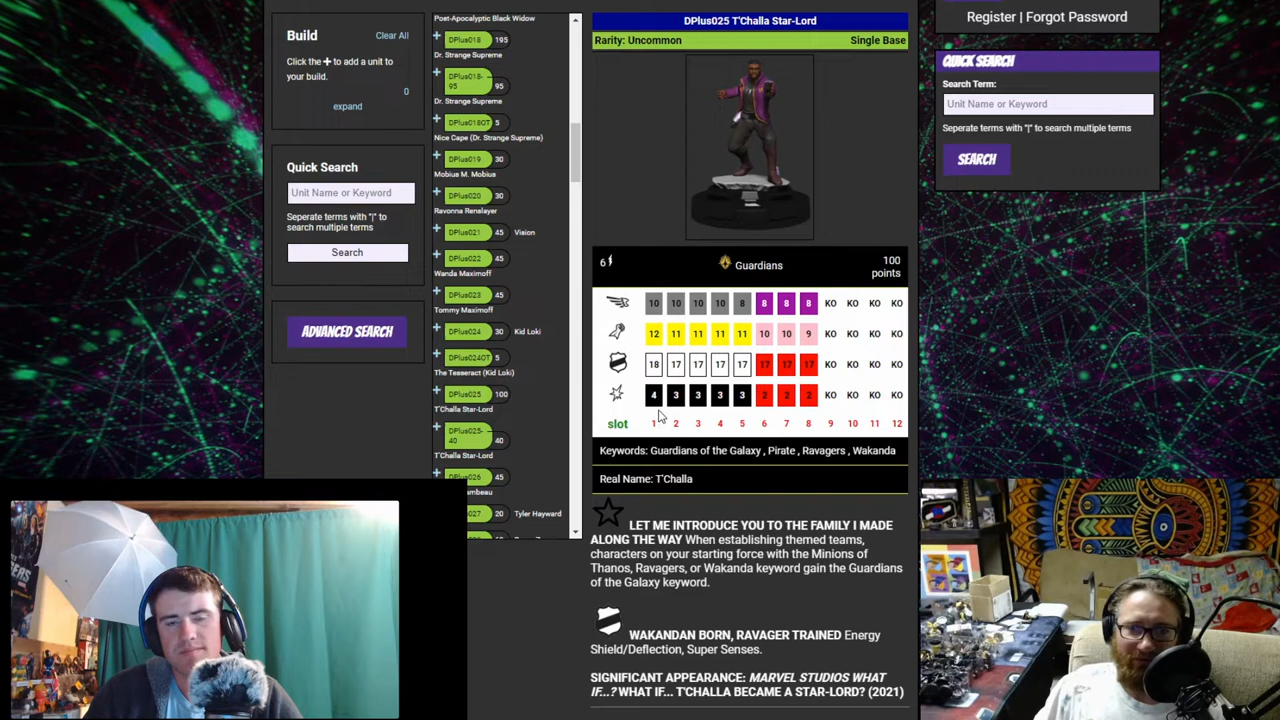 Build
Clear All
Click the + to add a unit to
your build.
0
expand
Quick Search
Unit Name or Keyword
Seperate terms with "|" to
search multiple terms
Search
ADVANCED SEARCH
Post-Apocalyptic Black Widow
DPlus018 195
Dr. Strange Supreme
DPlus018-
95 95
Dr. Strange Supreme
DPlus018OT 5
Nice Cape (Dr. Strange Supreme)
DPlus019 30
Mobius M. Mobius
DPlus020 30
Ravonna Renslayer
DPlus021 45 Vision
DPlus022 45
Wanda Maximoff
DPlus023 45
Tommy Maximoff
DPlus024 30 Kid Loki
DPlus024OT 5
The Tesseract (Kid Loki)
DPlus025 100
T'Challa Star-Lord
DPlus025-
40 40
T'Challa Star-Lord
DPlus026 45
20 Tyler Hayward
DPlus025 T'Challa Star-Lord
Rarity: Uncommon Single Base
6 Guardians 100
points
10 10 10 10 8 8 8 8 KO KO KO KO
12 11 11 11 11 10 10 9 KO KO KO KO
18 17 17 17 17 17 17 17 KO KO KO KO
4 3 3 3 3 2 2 2 KO KO KO KO
slot 1 2 3 4 5 6 7 8 9 10 11 12
Keywords: Guardians of the Galaxy , Pirate , Ravagers , Wakanda
Real Name: T'Challa
LET ME INTRODUCE YOU TO THE FAMILY I MADE
ALONG THE WAY When establishing themed teams,
characters on your starting force with the Minions of
Thanos, Ravagers, or Wakanda keyword gain the Guardians
of the Galaxy keyword.
WAKANDAN BORN, RAVAGER TRAINED Energy
Shield/Deflection, Super Senses.
SIGNIFICANT APPEARANCE: MARVEL STUDIOS WHAT
IF...? WHAT IF... T'CHALLA BECAME A STAR-LORD? (2021)
Register | Forgot Password
QUICK SEARCH
Search Term:
Unit Name or Keyword
Seperate terms with "|" to search multiple terms
SEARCH